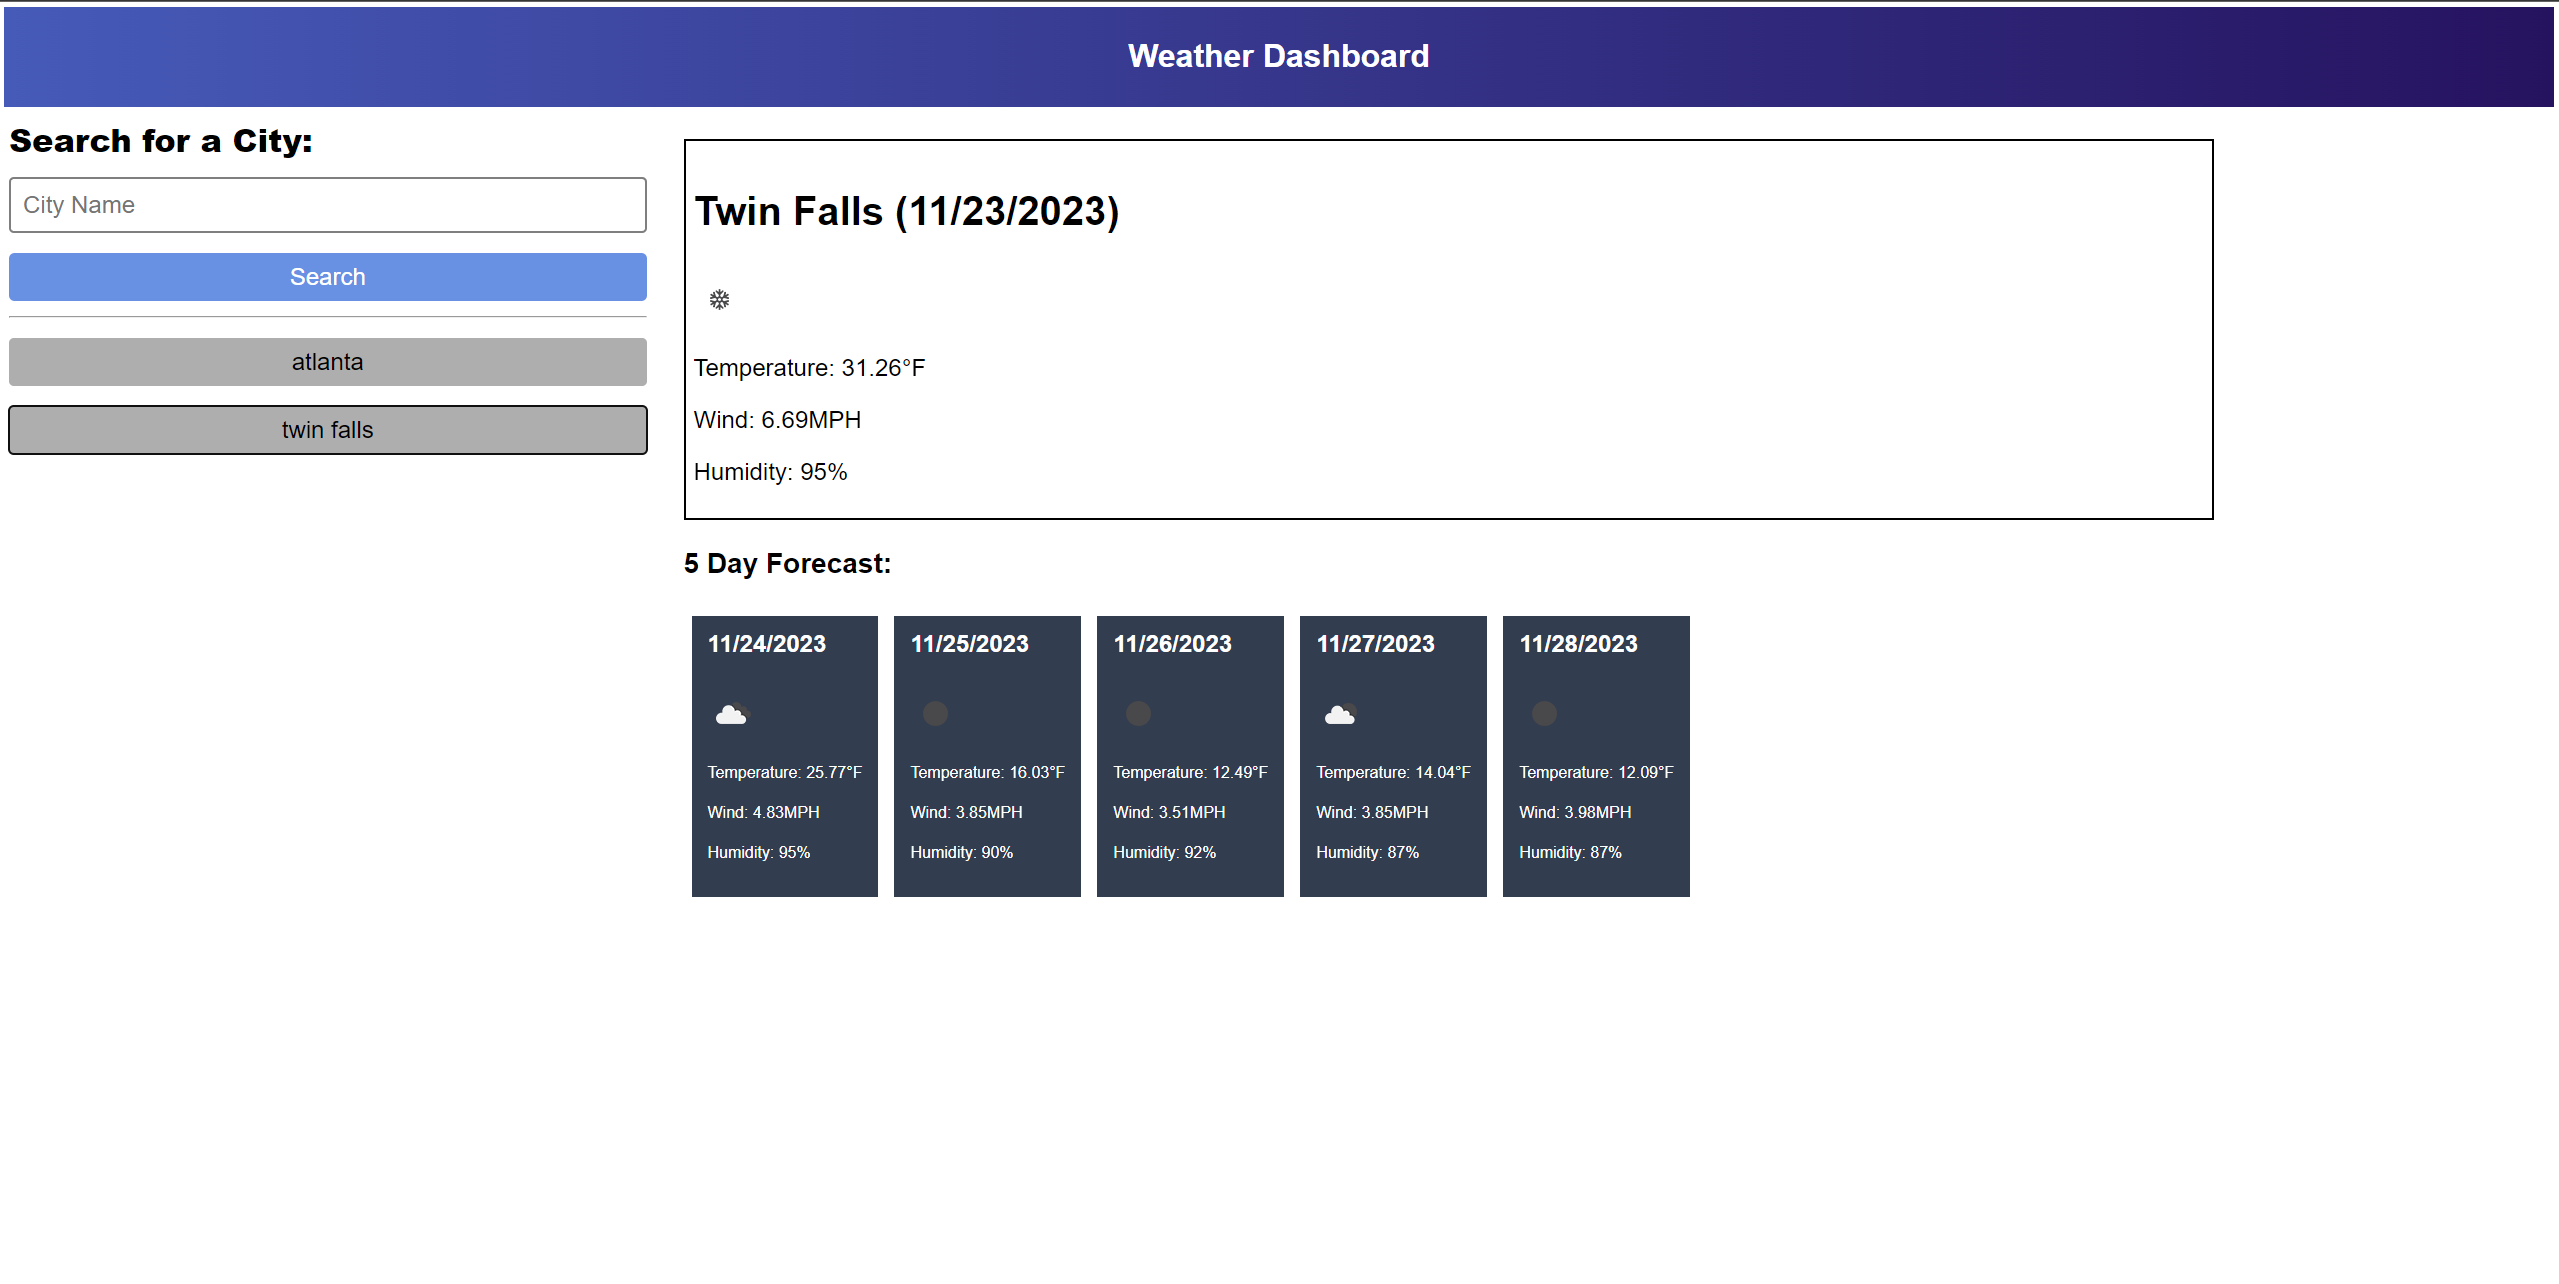 Weather Dashboard
Search for a City:
City Name
Search
atlanta
twin falls
Twin Falls (11/23/2023)
Temperature: 31.26°F
Wind: 6.69MPH
Humidity: 95%
5 Day Forecast:
11/24/2023
Temperature: 25.77°F
Wind: 4.83MPH
Humidity: 95%
11/25/2023
Temperature: 16.03°F
Wind: 3.85MPH
Humidity: 90%
11/26/2023
Temperature: 12.49°F
Wind: 3.51MPH
Humidity: 92%
11/27/2023
Temperature: 14.04°F
Wind: 3.85MPH
Humidity: 87%
11/28/2023
Temperature: 12.09°F
Wind: 3.98MPH
Humidity: 87%